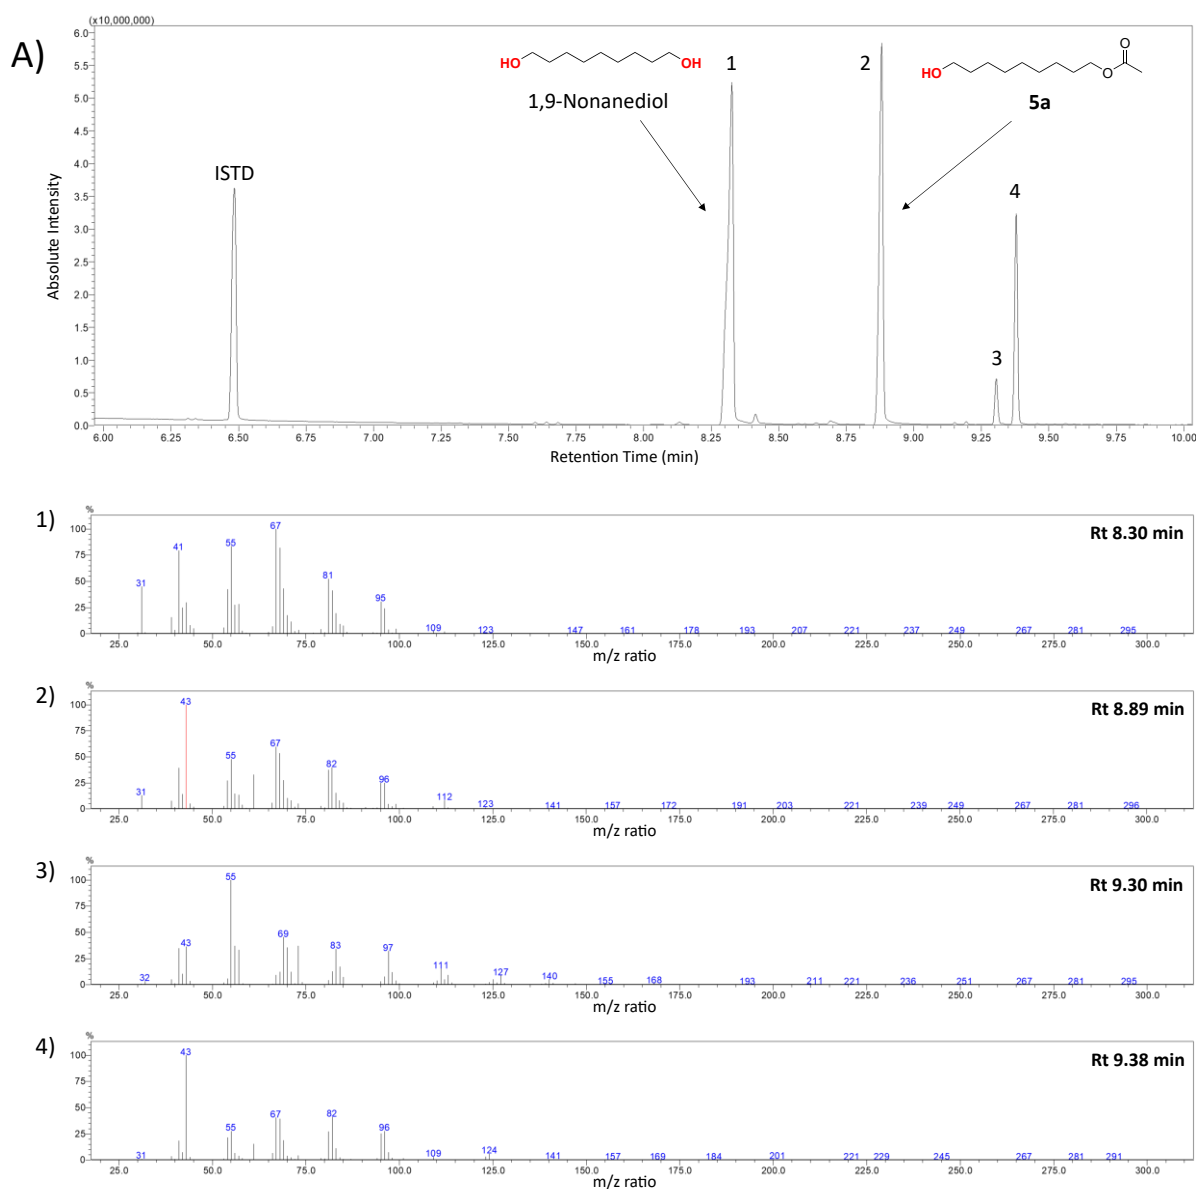 A)
(x10,000,000)
6.0
5.5
5.0
4.5
4.0
3.5
3.0
2.5
2.0
1.5
1.0
0.5
0.0
Absolute Intensity
ISTD
HO OH
1,9-Nonanediol
1
2
HO O O
5a
3
4
6.00 6.25 6.50 6.75 7.00 7.25 7.50 7.75 8.00 8.25 8.50 8.75 9.00 9.25 9.50 9.75 10.00
Retention Time (min)
1)
%
Rt 8.30 min
100
75
50
25
0
31 41 55 67 81 95 109 123 147 161 178 193 207 221 237 249 267 281 295
25.0 50.0 75.0 100.0 125.0 150.0 175.0 200.0 225.0 250.0 275.0 300.0
m/z ratio
2)
%
Rt 8.89 min
100
75
50
25
0
31 43 55 67 82 96 112 123 141 157 172 191 203 221 239 249 267 281 296
25.0 50.0 75.0 100.0 125.0 150.0 175.0 200.0 225.0 250.0 275.0 300.0
m/z ratio
3)
%
Rt 9.30 min
100
75
50
25
0
32 43 55 69 83 97 111 127 140 155 168 193 211 221 236 251 267 281 295
25.0 50.0 75.0 100.0 125.0 150.0 175.0 200.0 225.0 250.0 275.0 300.0
m/z ratio
4)
%
Rt 9.38 min
100
75
50
25
0
31 43 55 67 82 96 109 124 141 157 169 184 201 221 229 245 267 281 291
25.0 50.0 75.0 100.0 125.0 150.0 175.0 200.0 225.0 250.0 275.0 300.0
m/z ratio